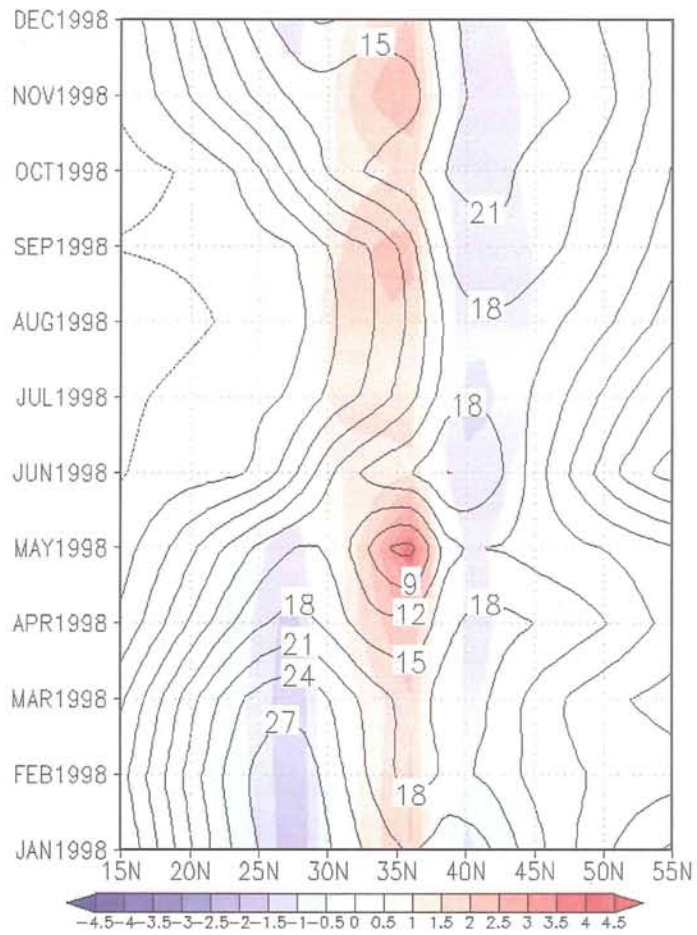 DEC1998
15
NOV1998
OCT1998
21
SEP1998
18
AUG1998
JUL1998
18
JUN1998
MAY1998
9
18
12
18
APR1998
21
15
24
MAR1998
27
FEB1998
18
JAN1998
15N 20N 25N 30N 35N 40N 45N 50N 55N
-4.5 -4 -3.5 -3 -2.5 -2 -1.5 -1 -0.5 0 0.5 1 1.5 2 2.5 3 3.5 4 4.5